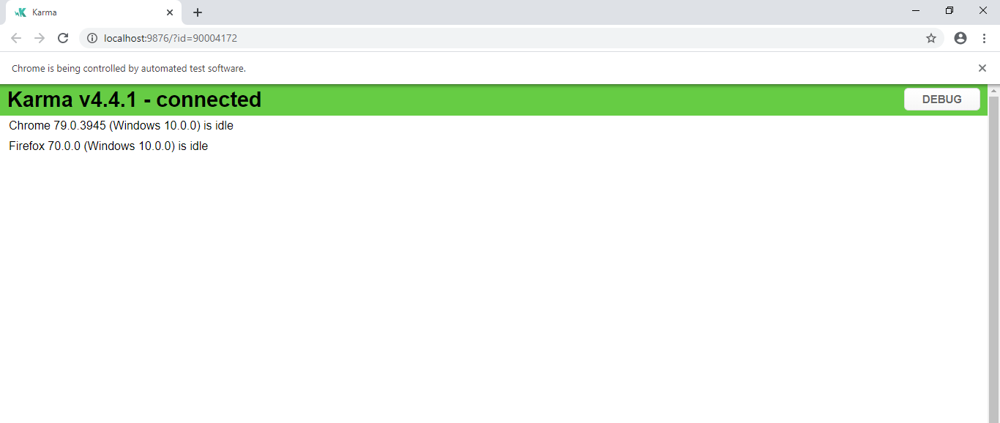 Karma
localhost:9876/?id=90004172
Chrome is being controlled by automated test software.
Karma v4.4.1 - connected
DEBUG
Chrome 79.0.3945 (Windows 10.0.0) is idle
Firefox 70.0.0 (Windows 10.0.0) is idle